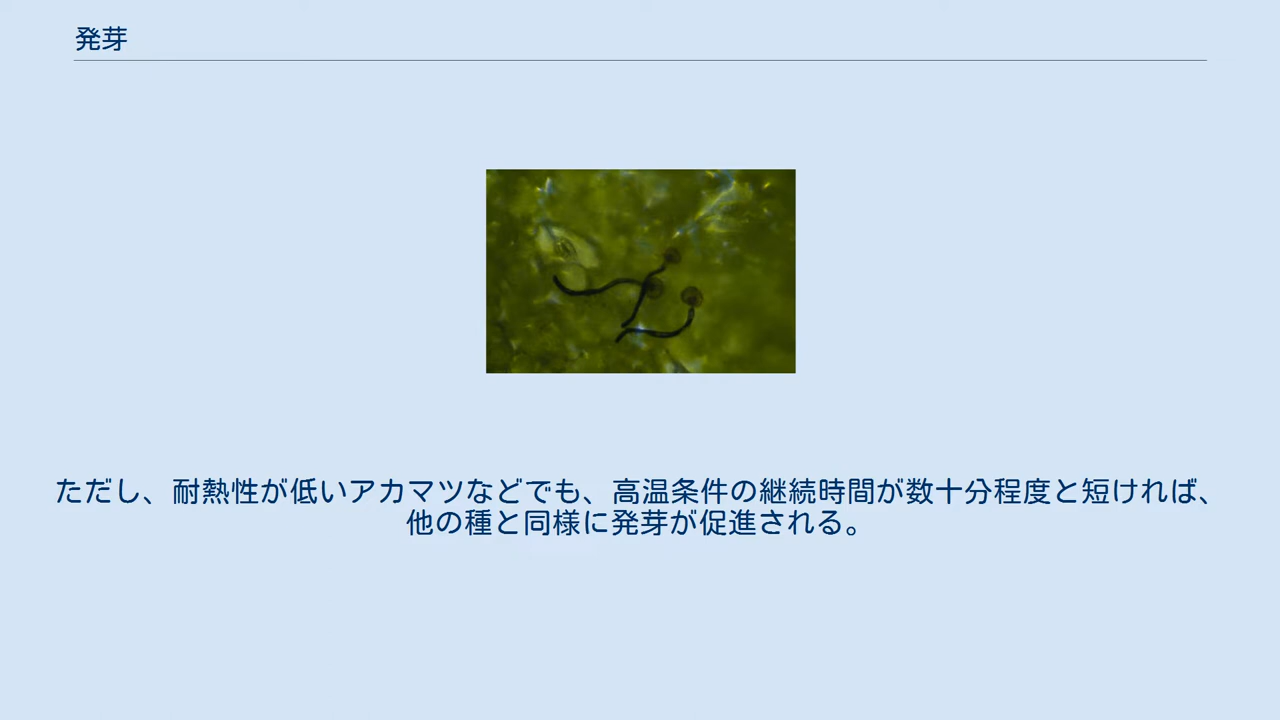 発芽
ただし、耐熱性が低いアカマツなどでも、高温条件の継続時間が数十分程度と短ければ、
他の種と同様に発芽が促進される。